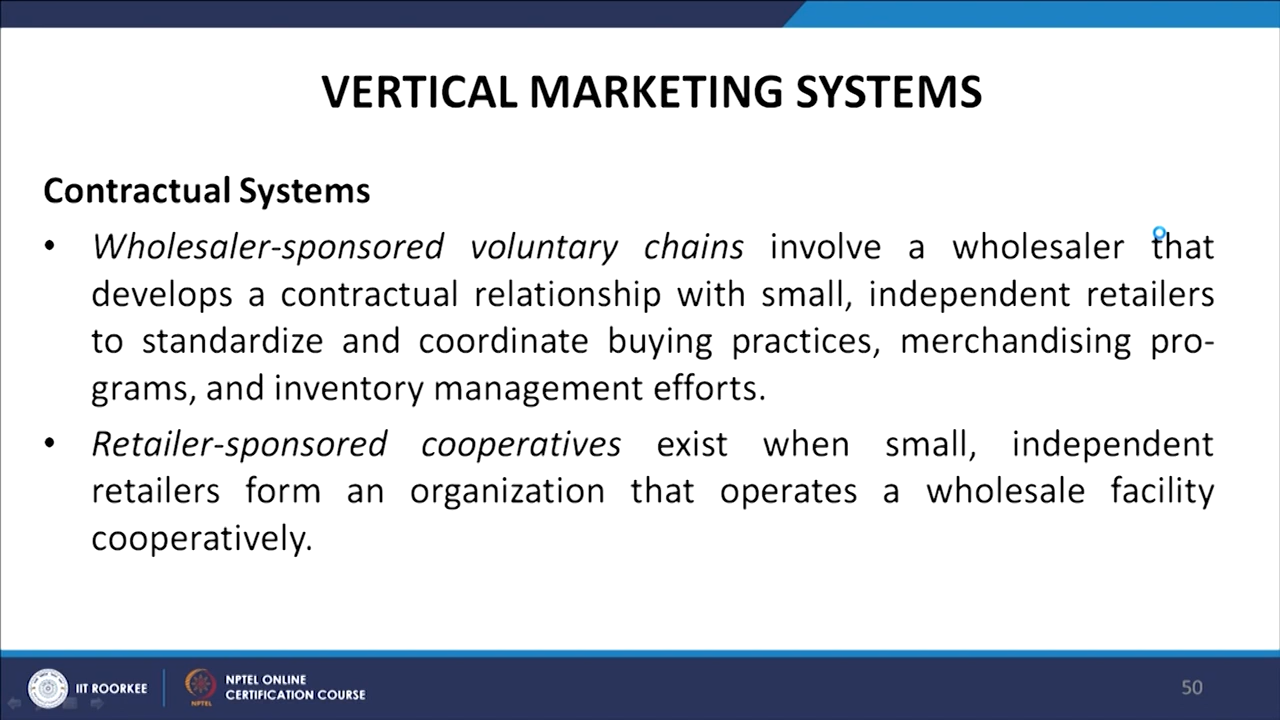 VERTICAL MARKETING SYSTEMS
Contractual Systems
• Wholesaler-sponsored voluntary chains involve a wholesaler that
develops a contractual relationship with small, independent retailers
to standardize and coordinate buying practices, merchandising pro-
grams, and inventory management efforts.
• Retailer-sponsored cooperatives exist when small, independent
retailers form an organization that operates a wholesale facility
cooperatively.
IIT ROORKEE
NPTEL
NPTEL ONLINE
CERTIFICATION COURSE
50